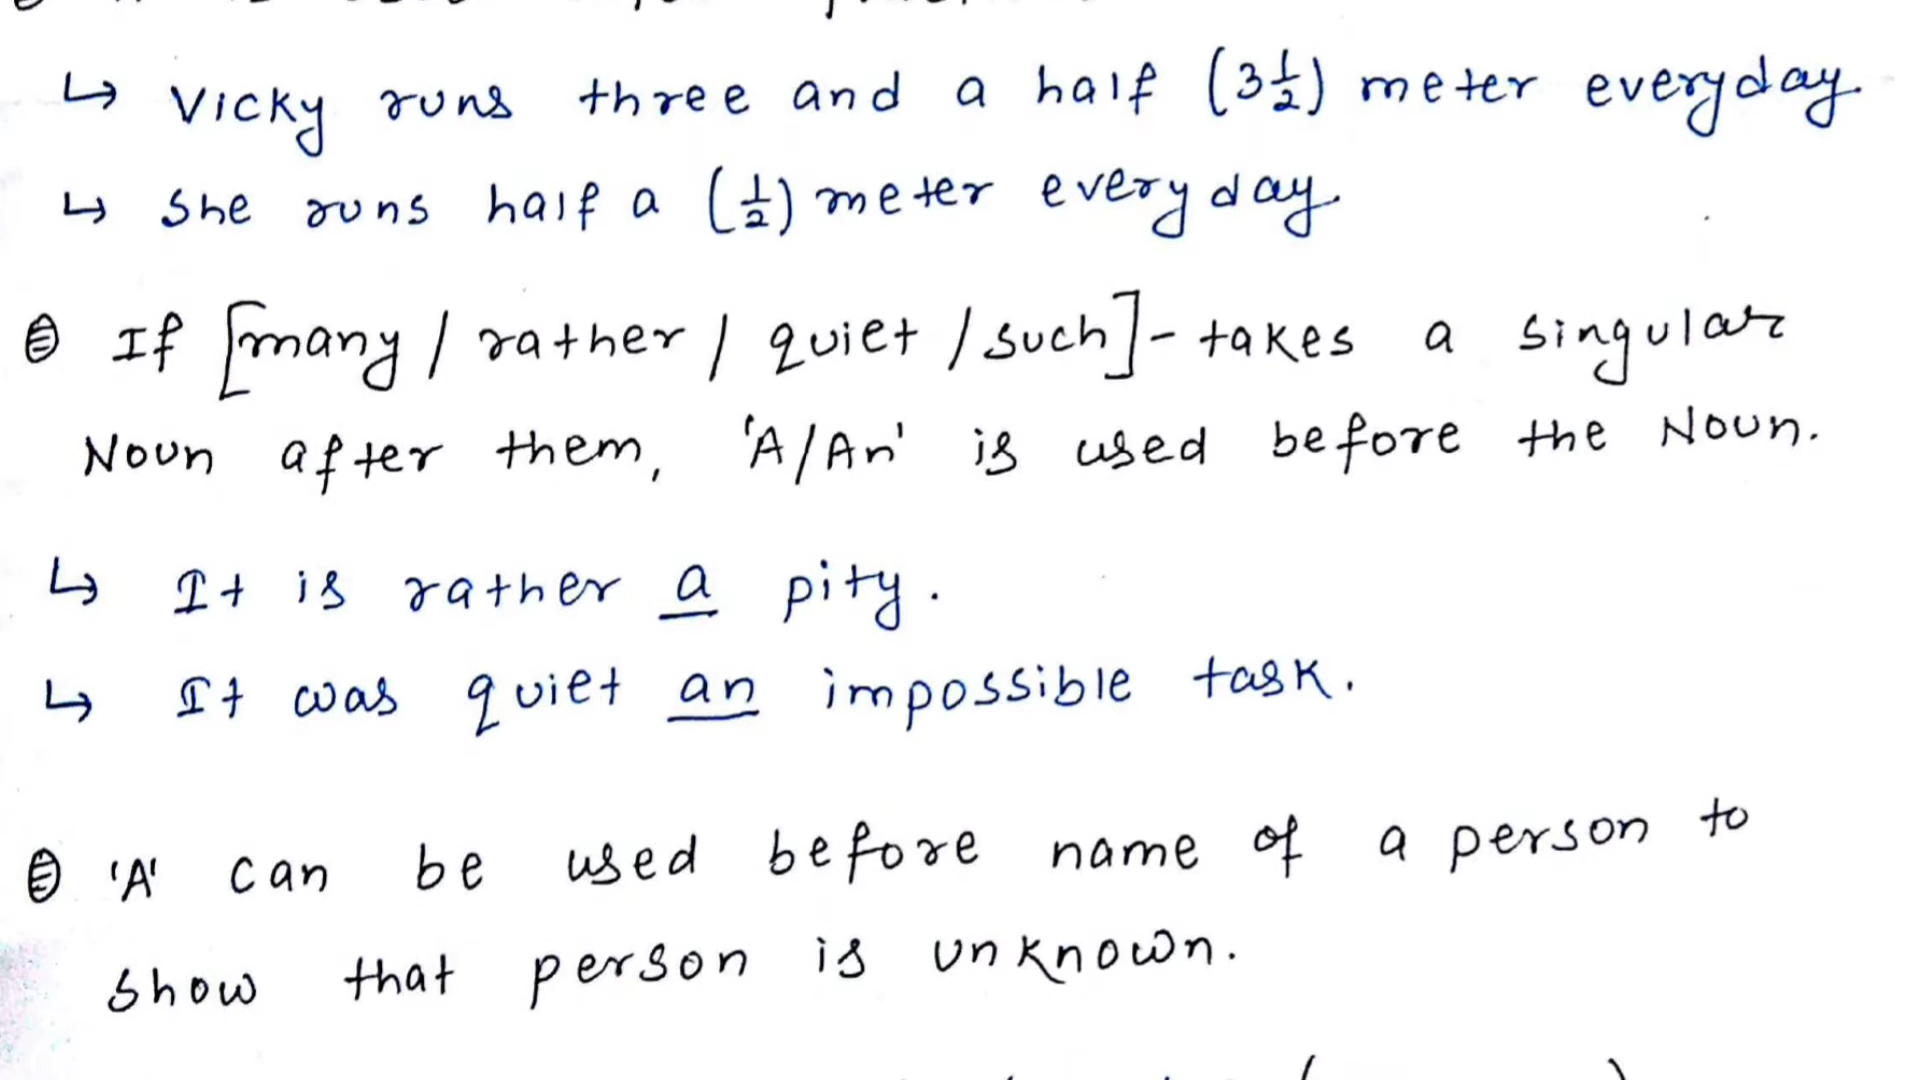 ↳ Vicky runs three and a half (3½) meter everyday.
↳ She runs half a (½) meter everyday.
If [many / rather / quiet / such] - takes a singular
Noun after them, 'A/An' is used before the Noun.
↳ It is rather a pity.
↳ It was quiet an impossible task.
'A' can be used before name of a person to
show that person is unknown.